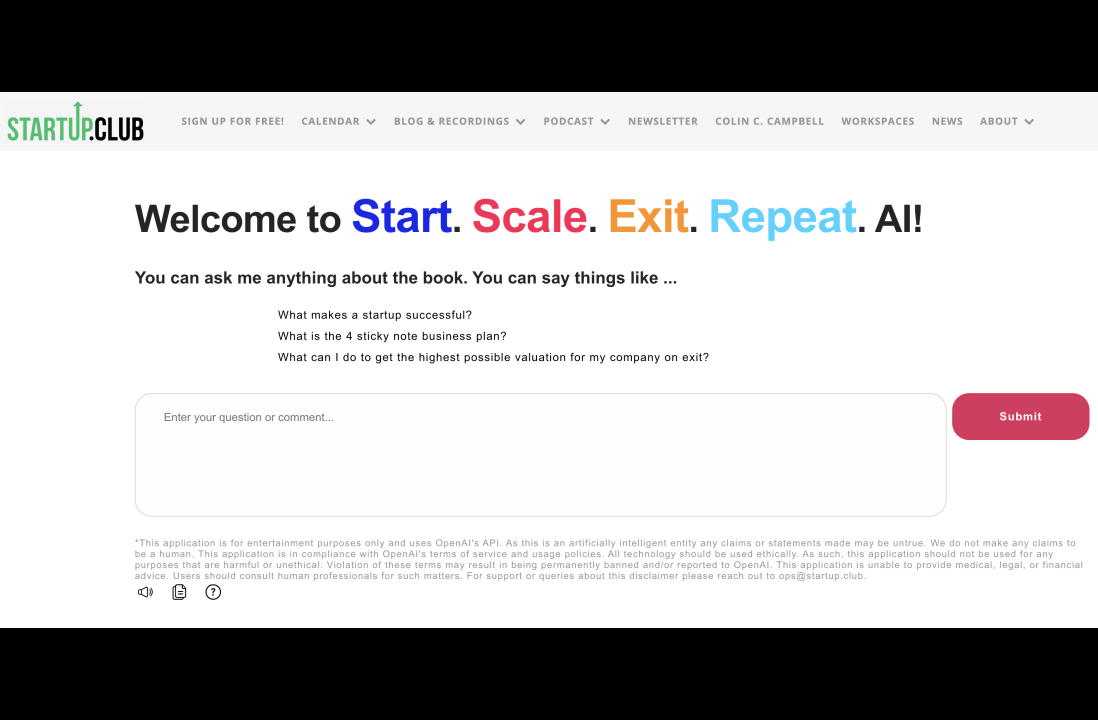 STARTUP.CLUB
SIGN UP FOR FREE! CALENDAR BLOG & RECORDINGS PODCAST NEWSLETTER COLIN C. CAMPBELL WORKSPACES NEWS ABOUT
Welcome to Start. Scale. Exit. Repeat. AI!
You can ask me anything about the book. You can say things like ...
What makes a startup successful?
What is the 4 sticky note business plan?
What can I do to get the highest possible valuation for my company on exit?
Enter your question or comment...
Submit
*This application is for entertainment purposes only and uses OpenAI's API. As this is an artificially intelligent entity any claims or statements made may be untrue. We do not make any claims to
be a human. This application is in compliance with OpenAI's terms of service and usage policies. All technology should be used ethically. As such, this application should not be used for any
purposes that are harmful or unethical. Violation of these terms may result in being permanently banned and/or reported to OpenAI. This application is unable to provide medical, legal, or financial
advice. Users should consult human professionals for such matters. For support or queries about this disclaimer please reach out to ops@startup.club.